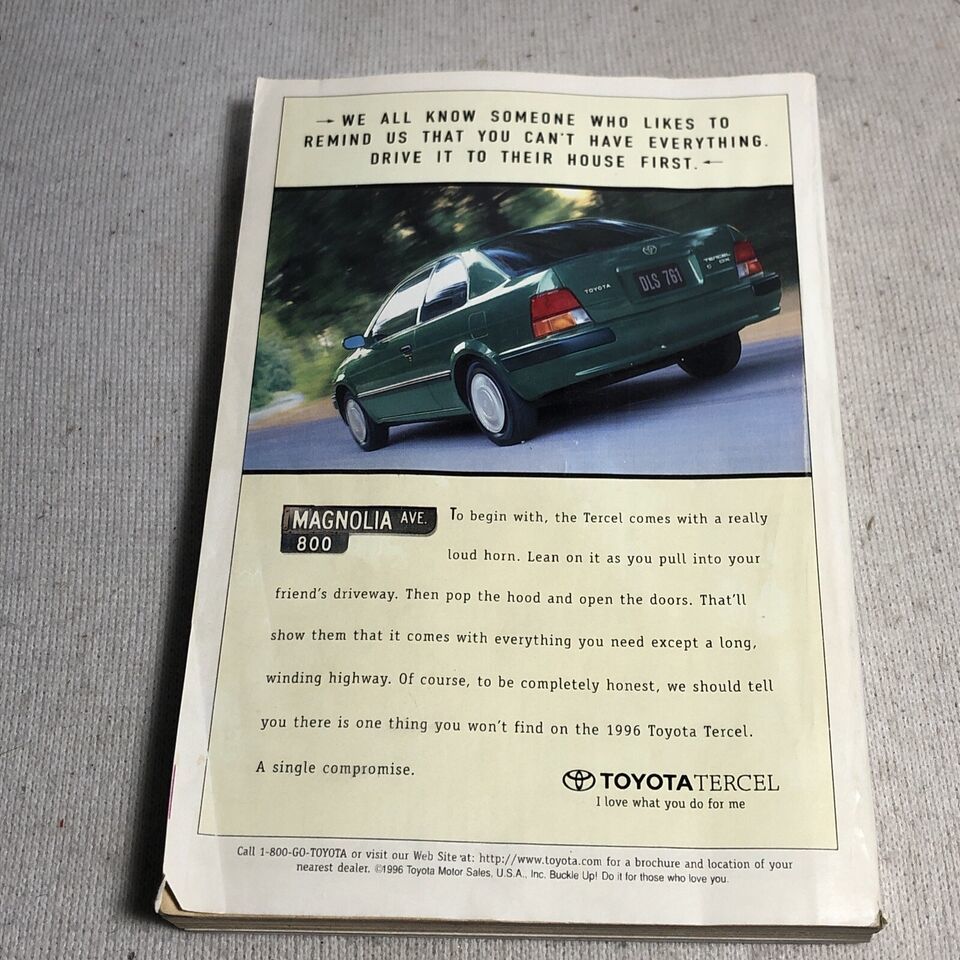 → WE ALL KNOW SOMEONE WHO LIKES TO
REMIND US THAT YOU CAN'T HAVE EVERYTHING.
DRIVE IT TO THEIR HOUSE FIRST. ←
TOYOTA
DLS 761
TERCEL
DX
MAGNOLIA AVE.
800
To begin with, the Tercel comes with a really
loud horn. Lean on it as you pull into your
friend's driveway. Then pop the hood and open the doors. That'll
show them that it comes with everything you need except a long,
winding highway. Of course, to be completely honest, we should tell
you there is one thing you won't find on the 1996 Toyota Tercel.
A single compromise.
TOYOTA TERCEL
I love what you do for me
Call 1-800-GO-TOYOTA or visit our Web Site at: http://www.toyota.com for a brochure and location of your
nearest dealer. ©1996 Toyota Motor Sales, U.S.A., Inc. Buckle Up! Do it for those who love you.